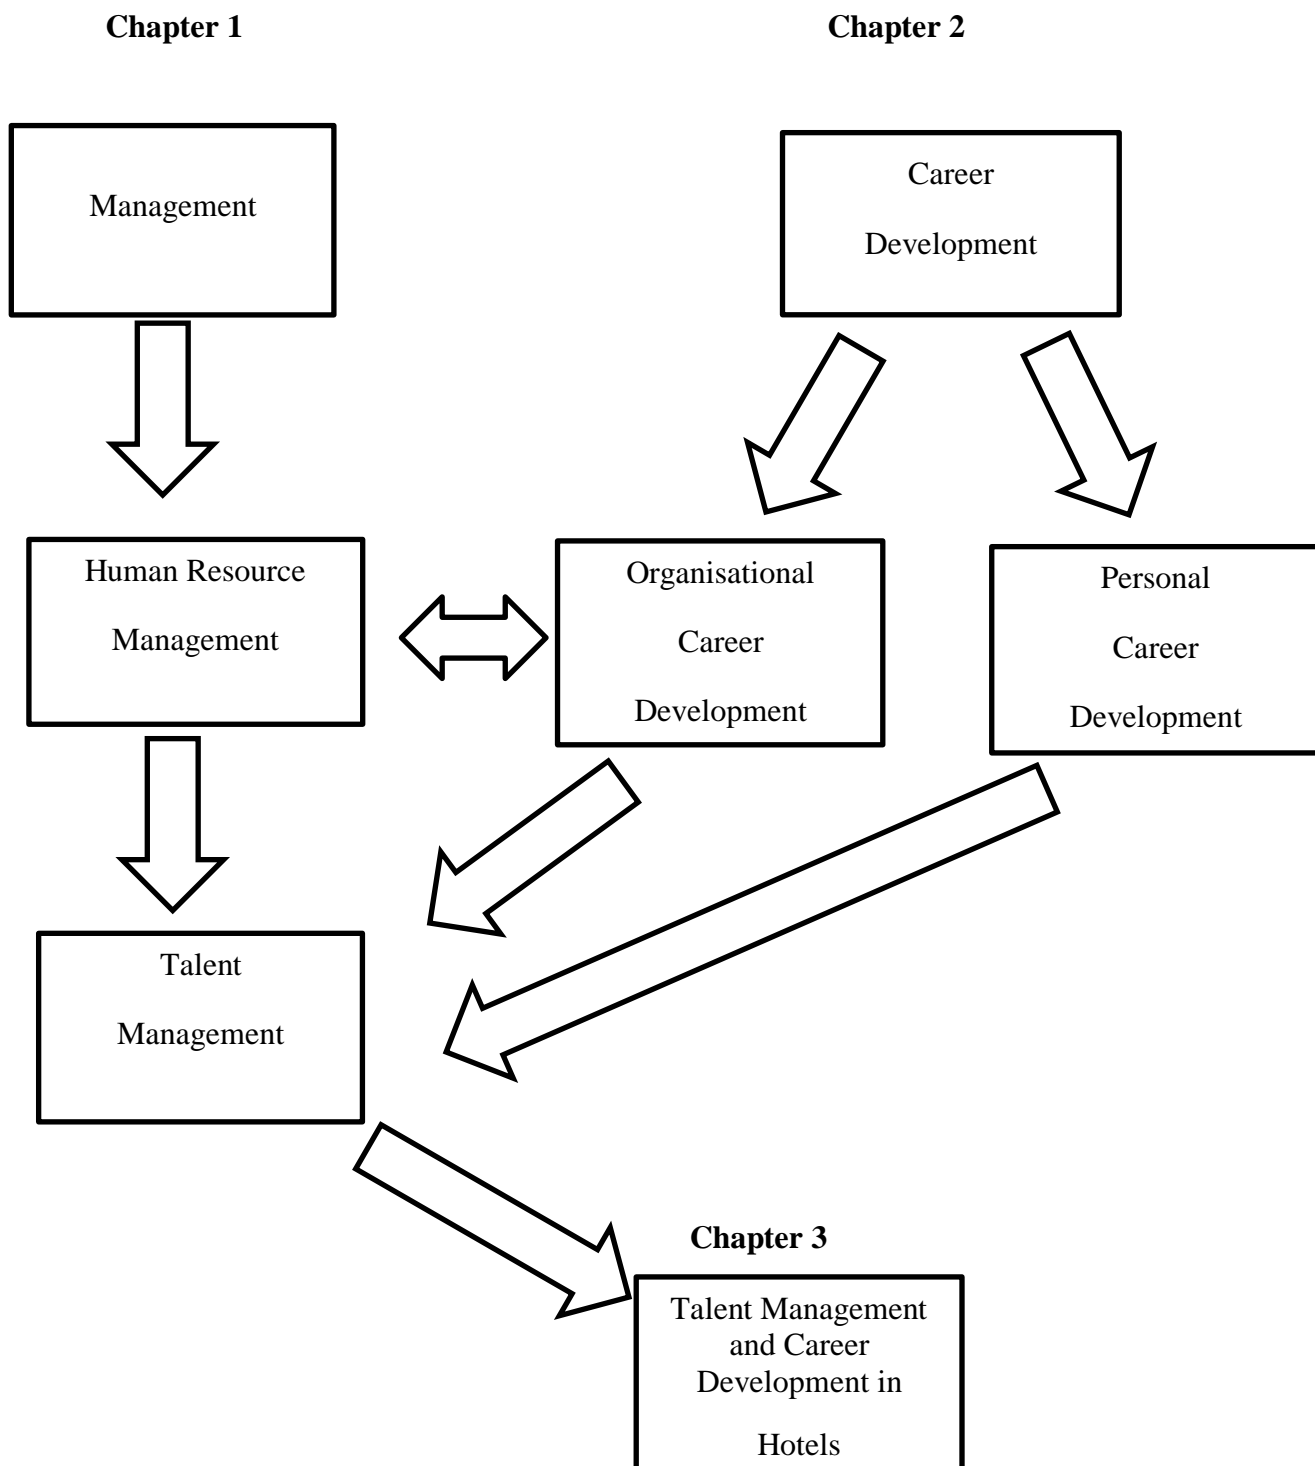 Chapter 1
Chapter 2
Management
Career
Development
Human Resource
Management
Organisational
Career
Development
Personal
Career
Development
Talent
Management
Chapter 3
Talent Management
and Career
Development in
Hotels